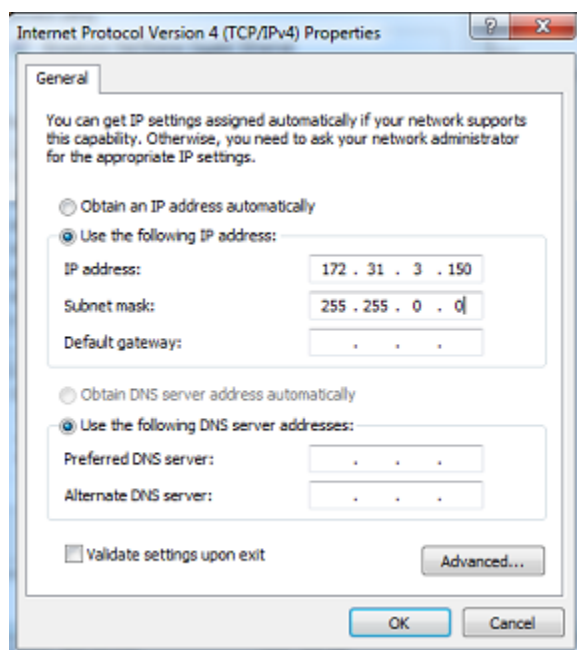 Internet Protocol Version 4 (TCP/IPv4) Properties
General
You can get IP settings assigned automatically if your network supports
this capability. Otherwise, you need to ask your network administrator
for the appropriate IP settings.
Obtain an IP address automatically
Use the following IP address:
IP address: 172 . 31 . 3 . 150
Subnet mask: 255 . 255 . 0 . 0
Default gateway: . . .
Obtain DNS server address automatically
Use the following DNS server addresses:
Preferred DNS server: . . .
Alternate DNS server: . . .
Validate settings upon exit
Advanced...
OK Cancel